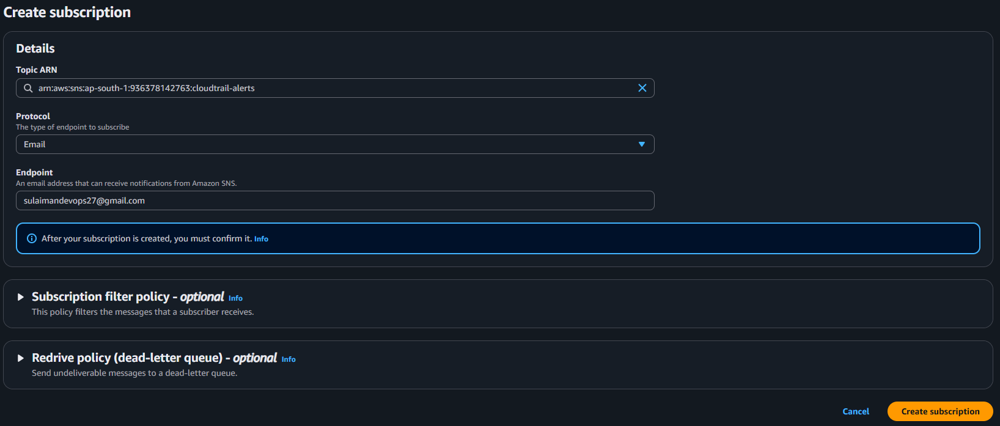 Create subscription
Details
Topic ARN
arn:aws:sns:ap-south-1:936378142763:cloudtrail-alerts
Protocol
The type of endpoint to subscribe
Email
Endpoint
An email address that can receive notifications from Amazon SNS.
sulaimandevops27@gmail.com
After your subscription is created, you must confirm it. Info
Subscription filter policy - optional Info
This policy filters the messages that a subscriber receives.
Redrive policy (dead-letter queue) - optional Info
Send undeliverable messages to a dead-letter queue.
Cancel Create subscription